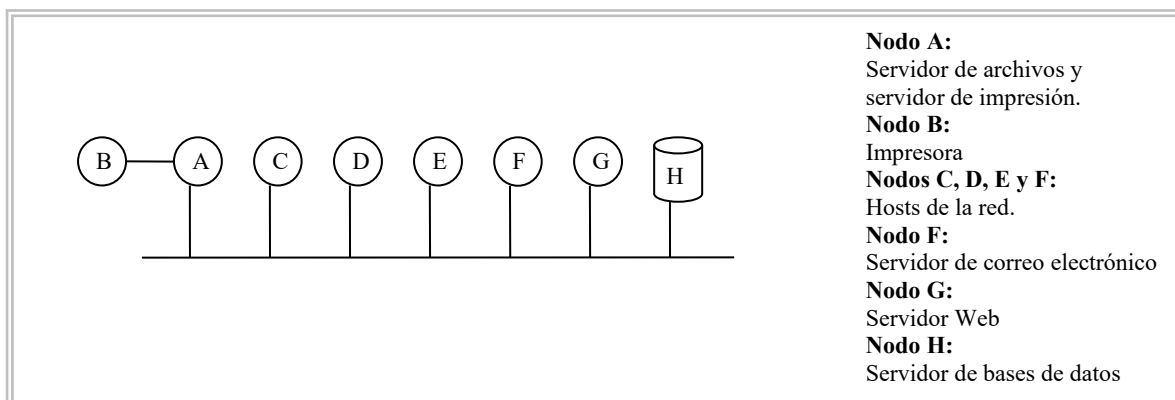 B A C D E F G H
Nodo A:
Servidor de archivos y
servidor de impresión.
Nodo B:
Impresora
Nodos C, D, E y F:
Hosts de la red.
Nodo F:
Servidor de correo electrónico
Nodo G:
Servidor Web
Nodo H:
Servidor de bases de datos